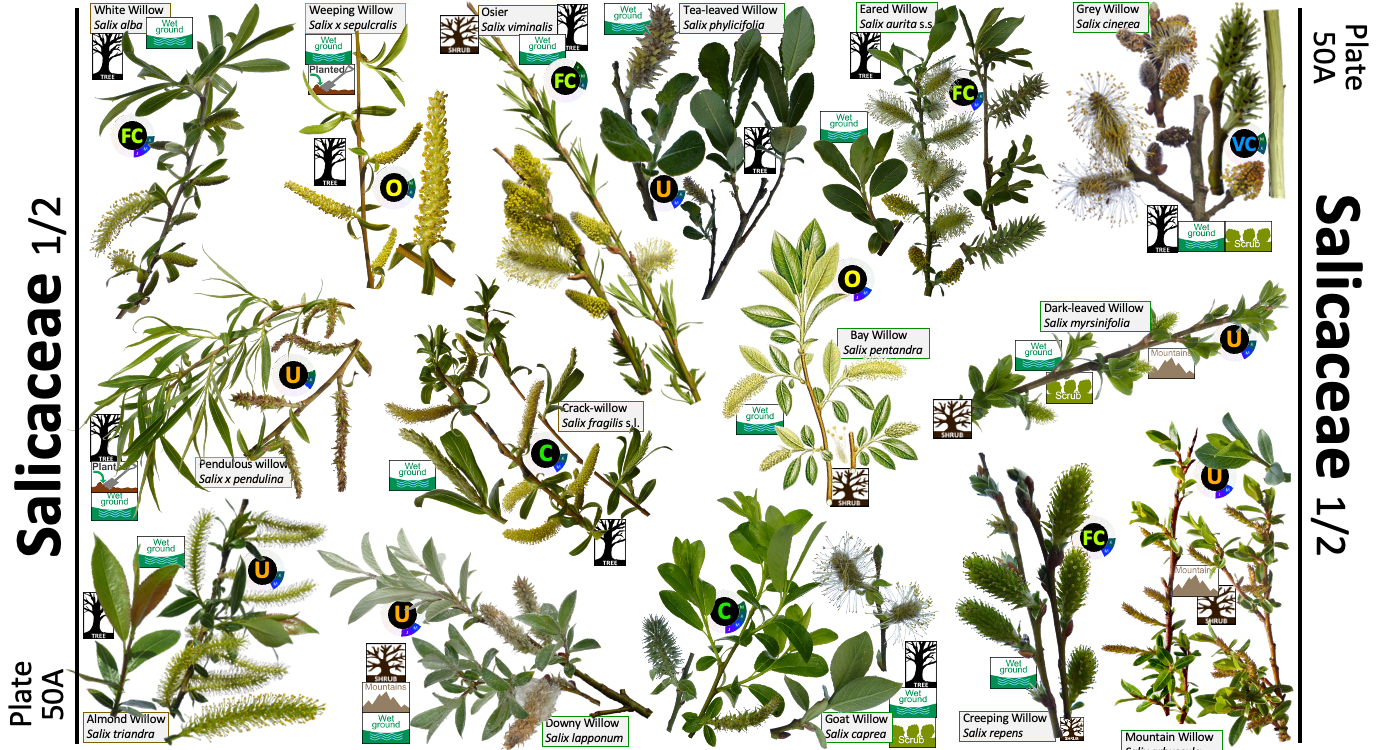 White Willow
Salix alba
Wet
ground
TREE
FC
Weeping Willow
Salix x sepulcralis
Wet
ground
Planted
TREE
O
Osier
Salix viminalis
SHRUB
TREE
Wet
ground
FC
Wet
ground
Tea-leaved Willow
Salix phylicifolia
TREE
U
Eared Willow
Salix aurita s.s
TREE
Wet
ground
FC
Grey Willow
Salix cinerea
VC
TREE
Wet
ground
Scrub
Plate
50A
Salicaceae 1/2
Salicaceae 1/2
Plate
50A
U
TREE
Planted
Wet
ground
Pendulous willow
Salix x pendulina
Crack-willow
Salix fragilis s.l.
C
Wet
ground
TREE
O
Bay Willow
Salix pentandra
Wet
ground
SHRUB
Dark-leaved Willow
Salix myrsinifolia
Wet
ground
Mountains
Scrub
SHRUB
U
Wet
ground
U
TREE
Almond Willow
Salix triandra
U
SHRUB
Mountains
Wet
ground
Downy Willow
Salix lapponum
C
TREE
Wet
ground
Scrub
Goat Willow
Salix caprea
FC
Wet
ground
Creeping Willow
Salix repens
SHRUB
U
Mountains
SHRUB
Mountain Willow